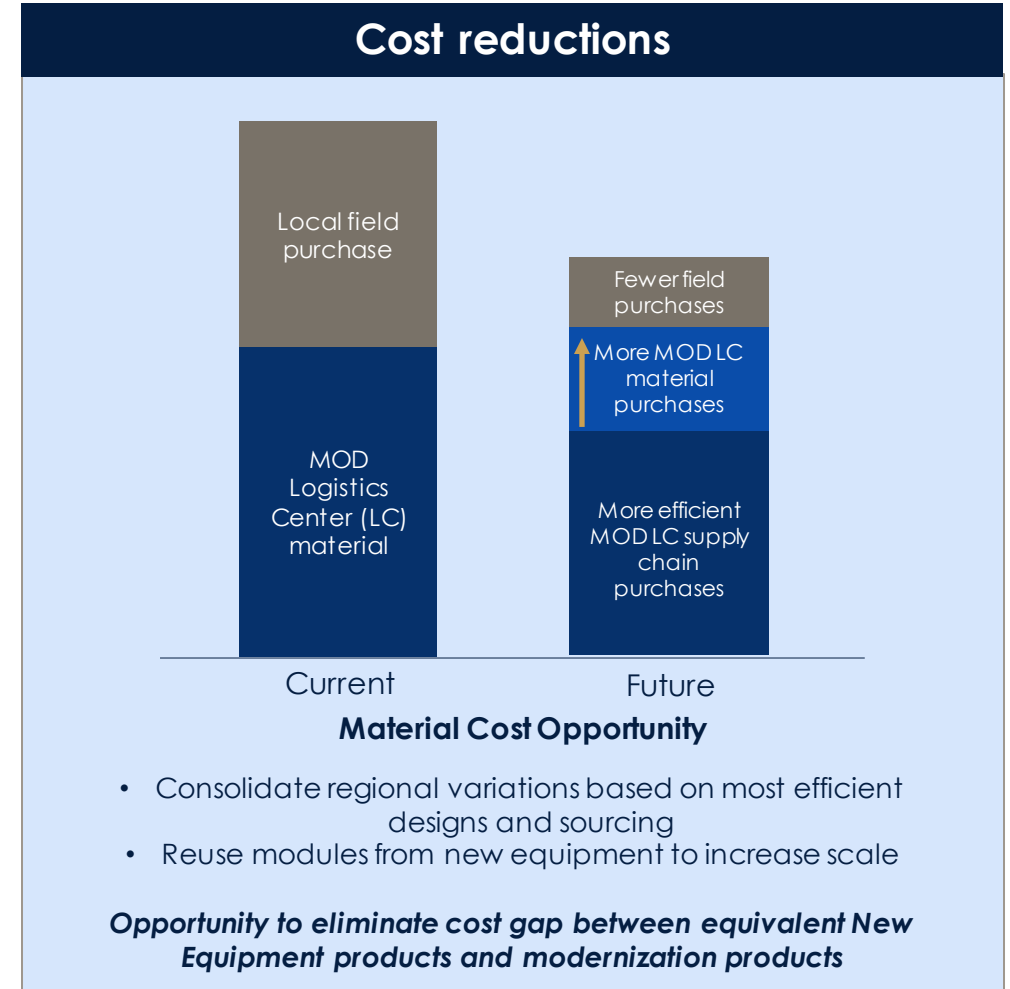 Cost reductions
Local field
purchase
MOD
Logistics
Center (LC)
material
Fewer field
purchases
More MOD LC
material
purchases
More efficient
MOD LC supply
chain
purchases
Current
Future
Material Cost Opportunity
• Consolidate regional variations based on most efficient
designs and sourcing
• Reuse modules from new equipment to increase scale
Opportunity to eliminate cost gap between equivalent New
Equipment products and modernization products